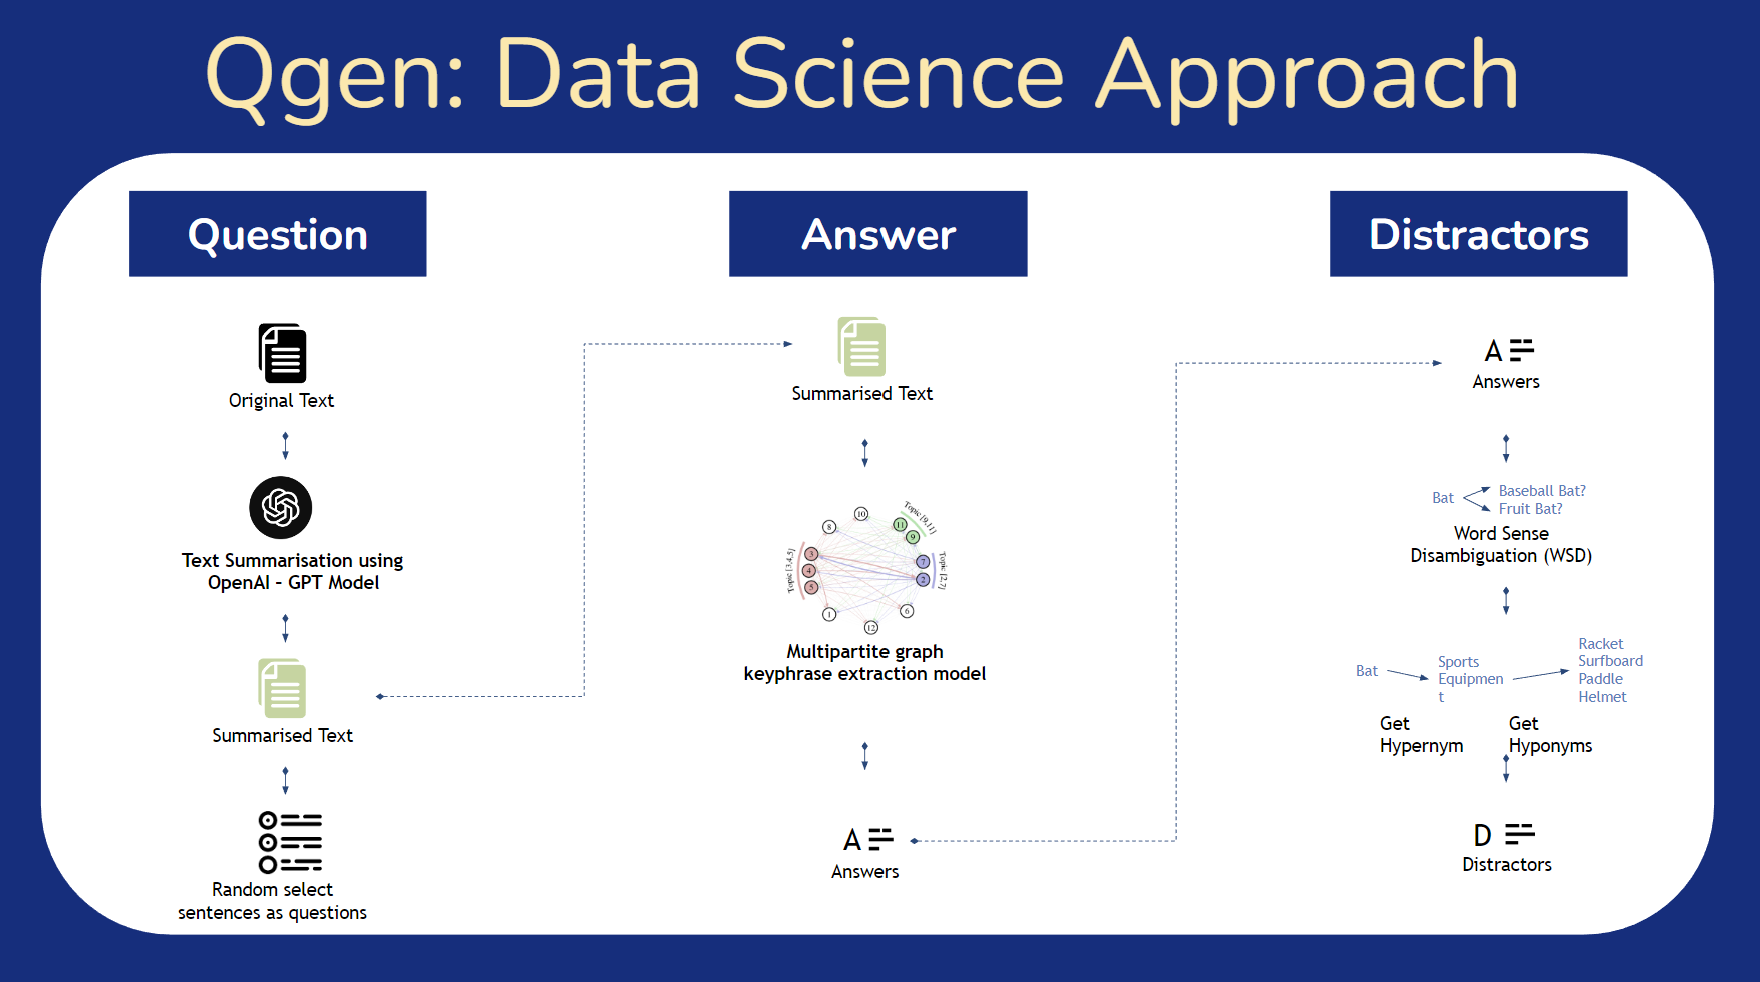 Qgen: Data Science Approach
Question
Original Text
Text Summarisation using
OpenAI - GPT Model
Summarised Text
Random select
sentences as questions
Answer
Summarised Text
10
8
11
9
Topic [9,11]
3
4
5
Topic [3,4,5]
7
2
Topic [2,7]
1
6
12
Multipartite graph
keyphrase extraction model
A
Answers
Distractors
A
Answers
Bat
Baseball Bat?
Fruit Bat?
Word Sense
Disambiguation (WSD)
Bat
Sports
Equipmen
t
Racket
Surfboard
Paddle
Helmet
Get
Hypernym
Get
Hyponyms
D
Distractors